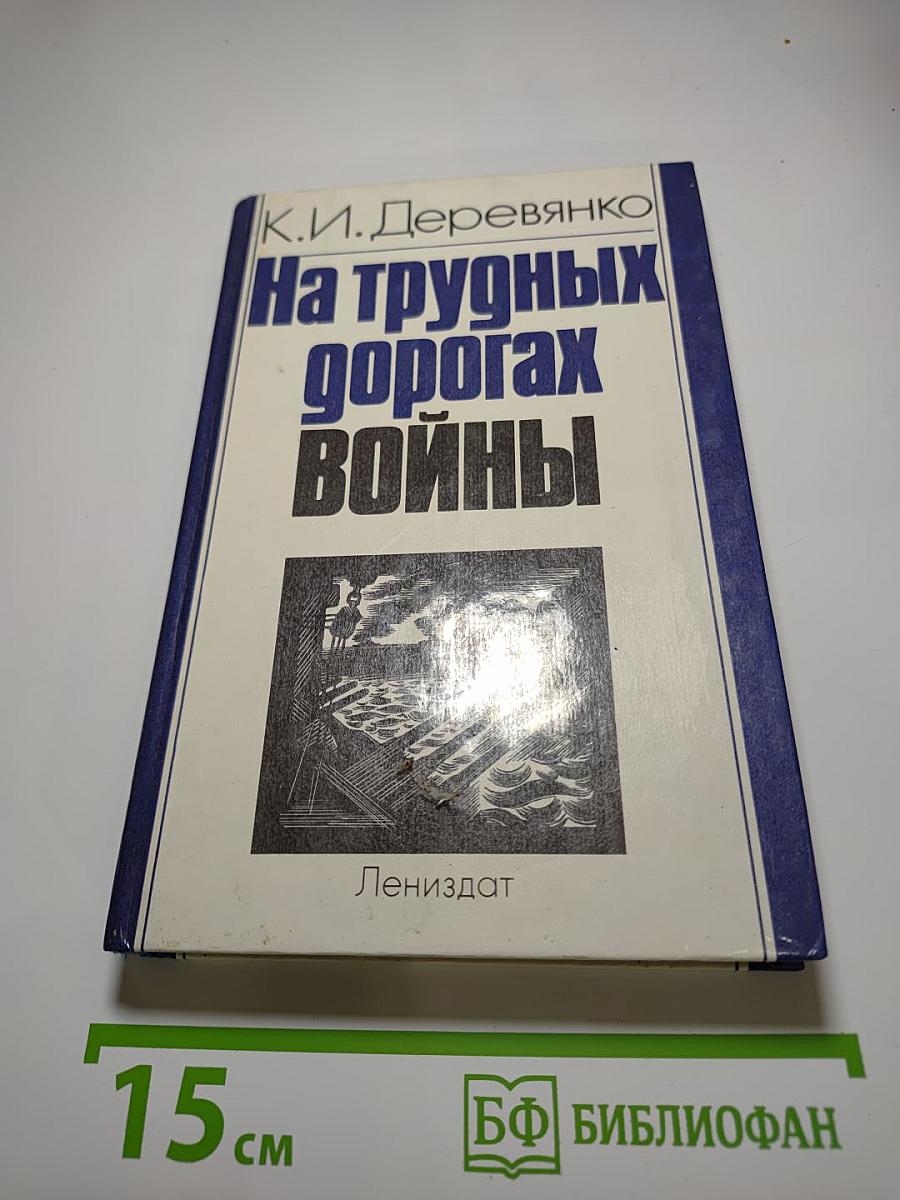 К.И. Деревянко
На трудных
дорогах
ВОЙНЫ
Лениздат
15 см
БФ БИБЛИОФАН